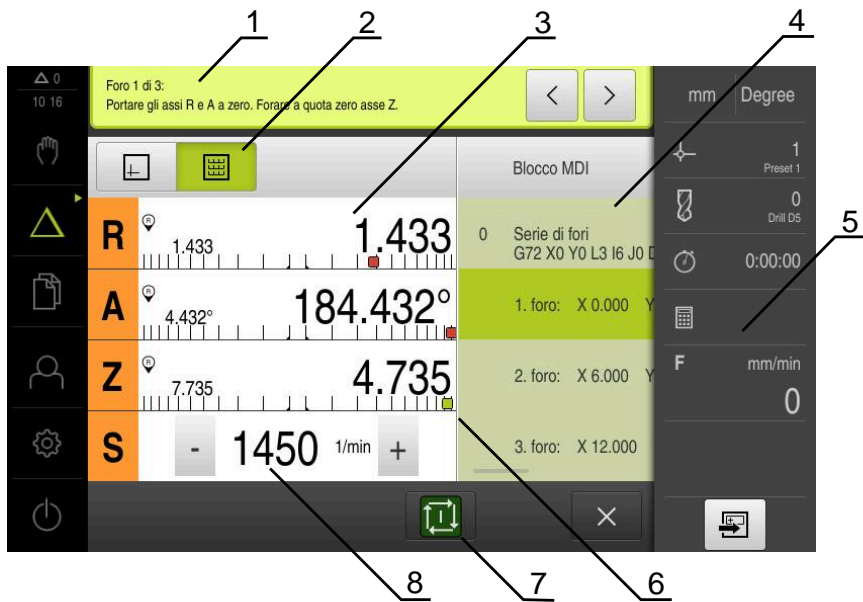 1
2
3
4
5
6
7
8
0
10 16
Foro 1 di 3:
Portare gli assi R e A a zero. Forare a quota zero asse Z.
< >
mm Degree
Blocco MDI
1
Preset 1
0
Drill D5
0:00:00
F mm/min
0
R
R 1.433 1.433
A
R 4.432° 184.432°
Z
R 7.735 4.735
S - 1450 1/min +
0 Serie di fori
G72 X0 Y0 L3 I6 J0 D
1. foro: X 0.000 Y
2. foro: X 6.000 Y
3. foro: X 12.000